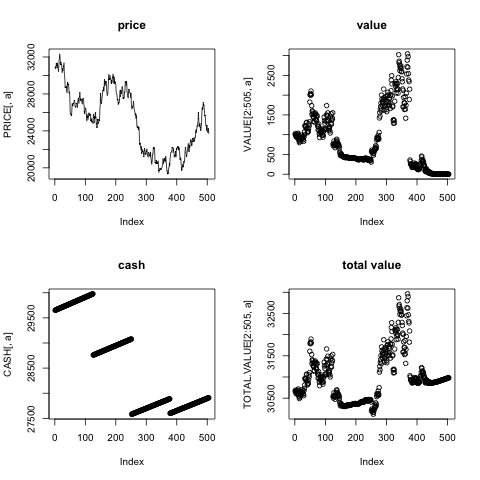 price
PRICE[, a]
20000 24000 28000 32000
0 100 200 300 400 500
Index
value
VALUE[2:505, a]
0 500 1500 2500
0 100 200 300 400 500
Index
cash
CASH[, a]
27500 28500 29500
0 100 200 300 400 500
Index
total value
TOTAL.VALUE[2:505, a]
30500 31500 32500
0 100 200 300 400 500
Index